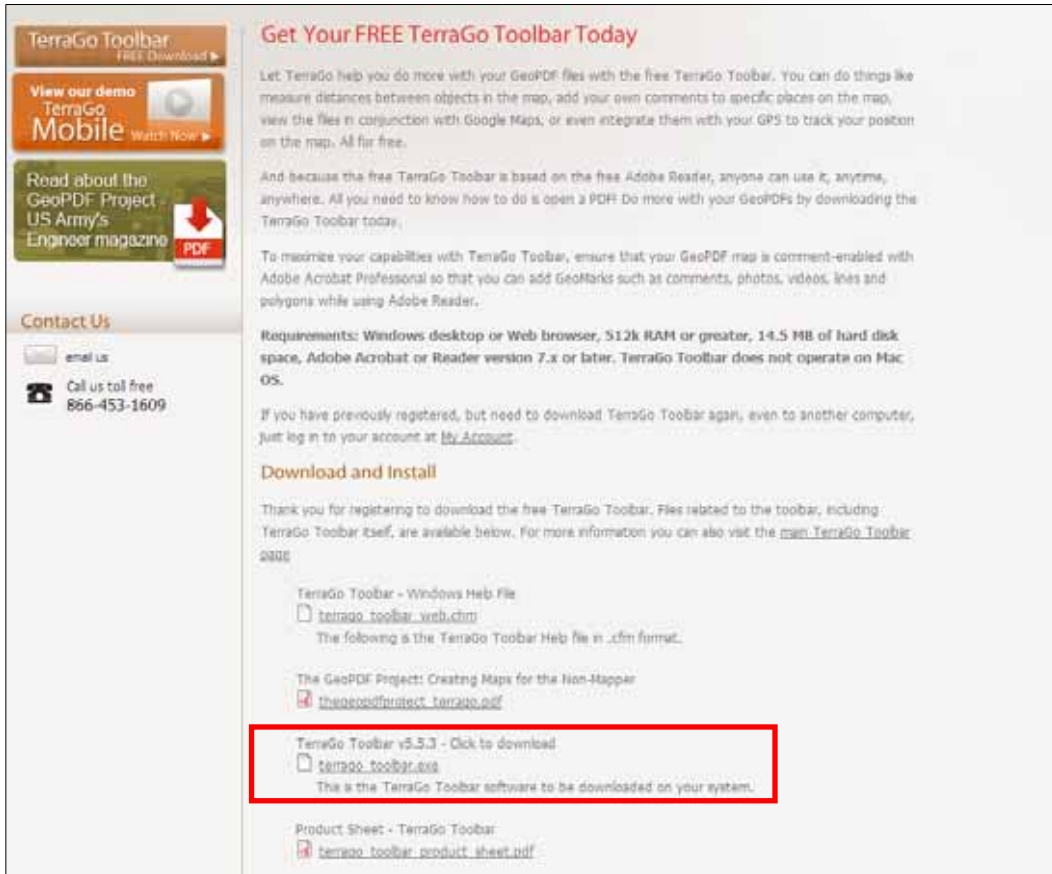 TerraGo Toolbar
FREE Download
View our demo
TerraGo
Mobile Watch Now
Read about the
GeoPDF Project -
US Army's
Engineer magazine
PDF
Contact Us
email us
Call us toll free
866-453-1609
Get Your FREE TerraGo Toolbar Today
Let TerraGo help you do more with your GeoPDF files with the free TerraGo Toolbar. You can do things like
measure distances between objects in the map, add your own comments to specific places on the map,
view the files in conjunction with Google Maps, or even integrate them with your GPS to track your position
on the map. All for free.
And because the free TerraGo Toolbar is based on the free Adobe Reader, anyone can use it, anytime,
anywhere. All you need to know how to do is open a PDF! Do more with your GeoPDFs by downloading the
TerraGo Toolbar today.
To maximize your capabilities with TerraGo Toolbar, ensure that your GeoPDF map is comment-enabled with
Adobe Acrobat Professional so that you can add GeoMarks such as comments, photos, videos, lines and
polygons while using Adobe Reader.
Requirements: Windows desktop or Web browser, 512k RAM or greater, 14.5 MB of hard disk
space, Adobe Acrobat or Reader version 7.x or later. TerraGo Toolbar does not operate on Mac
OS.
If you have previously registered, but need to download TerraGo Toolbar again, even to another computer,
just log in to your account at My Account.
Download and Install
Thank you for registering to download the free TerraGo Toolbar. Files related to the toolbar, including
TerraGo Toolbar itself, are available below. For more information you can also visit the main TerraGo Toolbar
page
TerraGo Toolbar - Windows Help File
terrago_toolbar_web.chm
The following is the TerraGo Toolbar Help file in .cfm format.
The GeoPDF Project: Creating Maps for the Non-Mapper
thegeopdfproject_terrago.pdf
TerraGo Toolbar v5.5.3 - Click to download
terrago_toolbar.exe
This is the TerraGo Toolbar software to be downloaded on your system.
Product Sheet - TerraGo Toolbar
terrago_toolbar_product_sheet.pdf